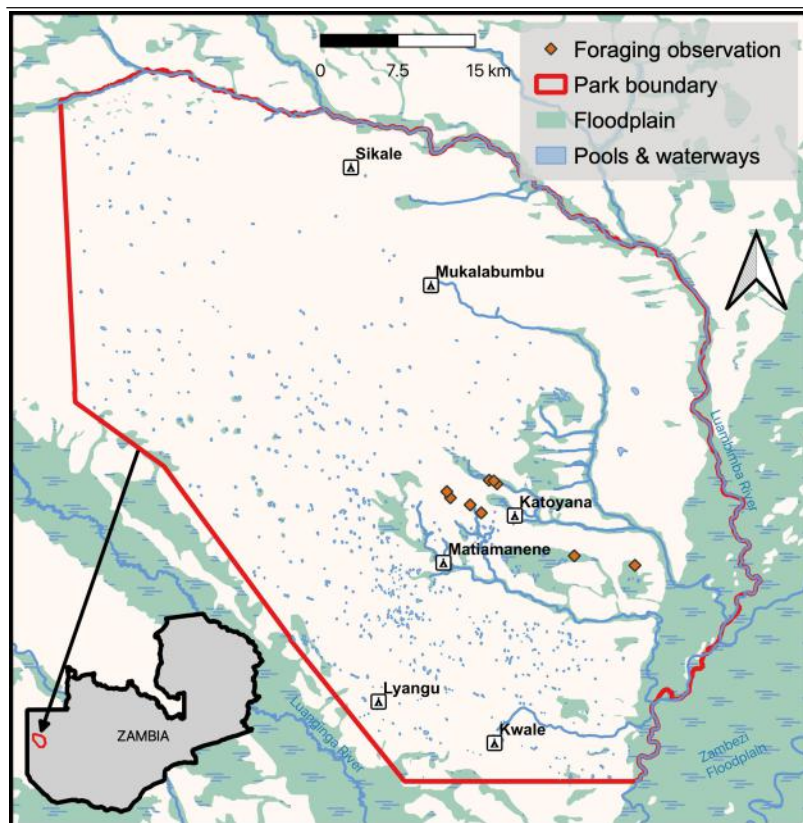 0 7.5 15 km
Foraging observation
Park boundary
Floodplain
Pools & waterways
Sikale
Mukalabumbu
Luambimba River
Katoyana
Matiamanene
Lyangu
Kwale
Luanginga River
ZAMBIA
Zambezi
Floodplain